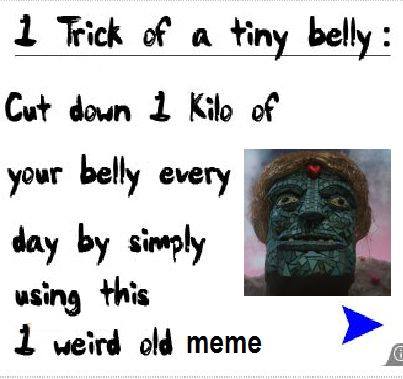 1 Trick of a tiny belly :
Cut down 1 Kilo of
your belly every
day by simply
using this
1 weird old meme